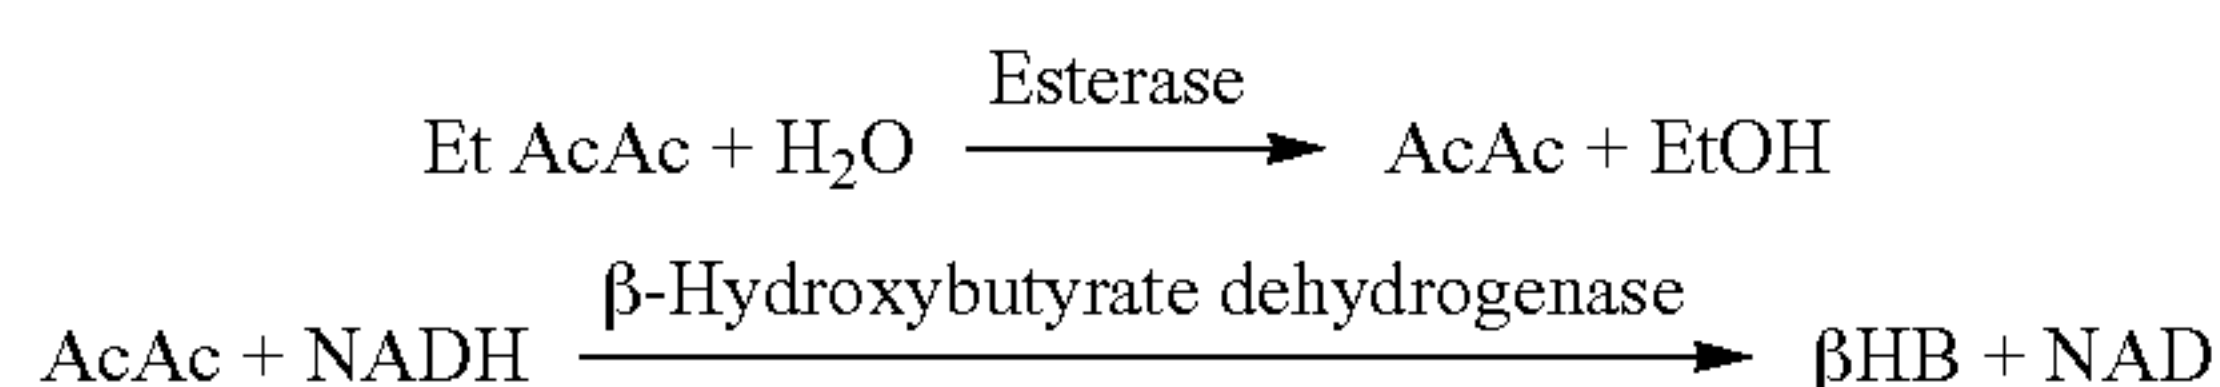 Esterase
Et AcAc + H₂O → AcAc + EtOH
β-Hydroxybutyrate dehydrogenase
AcAc + NADH → βHB + NAD